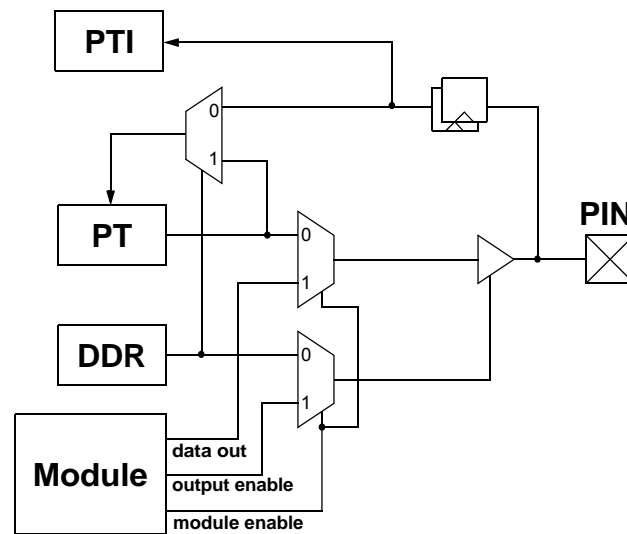 PTI
0
1
PT
PIN
0
1
DDR
0
1
Module
data out
output enable
module enable